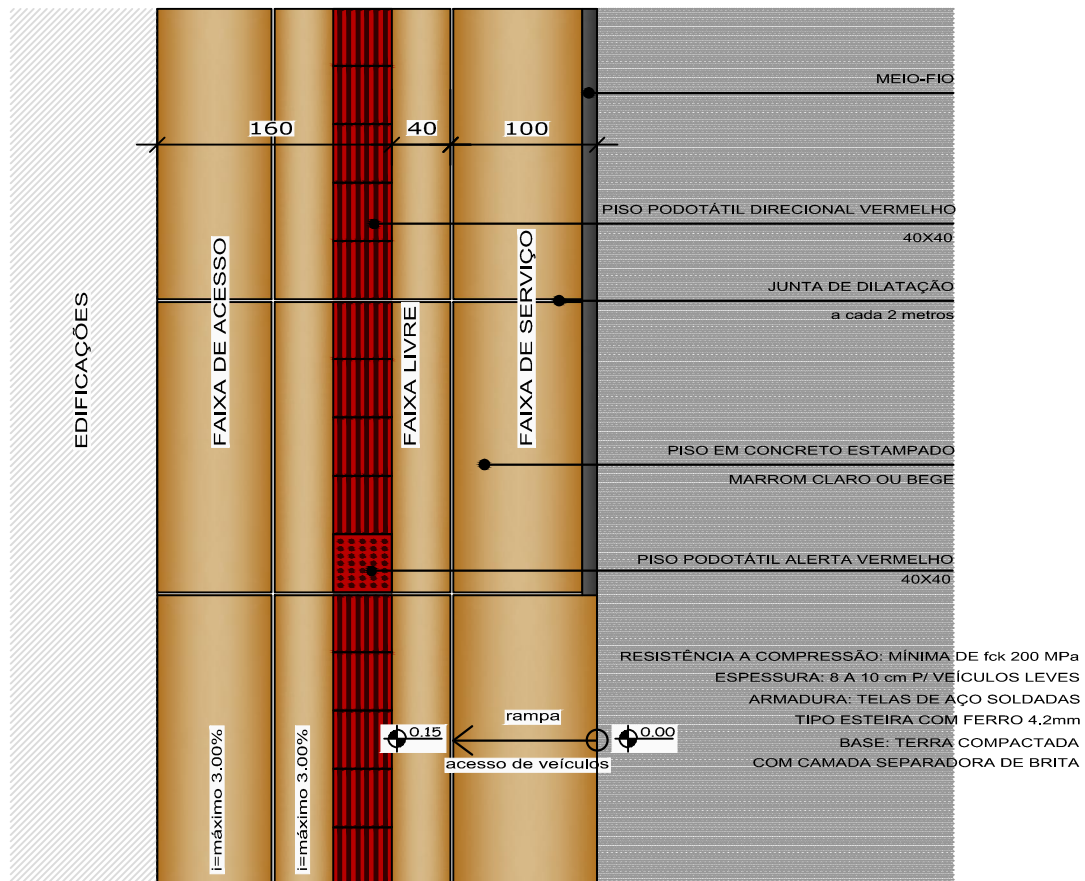 MEIO-FIO
160
40
100
PISO PODOTÁTIL DIRECIONAL VERMELHO
40X40
EDIFICAÇÕES
FAIXA DE ACESSO
FAIXA LIVRE
FAIXA DE SERVIÇO
JUNTA DE DILATAÇÃO
a cada 2 metros
PISO EM CONCRETO ESTAMPADO
MARROM CLARO OU BEGE
PISO PODOTÁTIL ALERTA VERMELHO
40X40
RESISTÊNCIA A COMPRESSÃO: MÍNIMA DE fck 200 MPa
ESPESSURA: 8 A 10 cm P/ VEÍCULOS LEVES
ARMADURA: TELAS DE AÇO SOLDADAS
TIPO ESTEIRA COM FERRO 4.2mm
BASE: TERRA COMPACTADA
COM CAMADA SEPARADORA DE BRITA
rampa
0.15
0.00
acesso de veículos
i=máximo 3.00%
i=máximo 3.00%